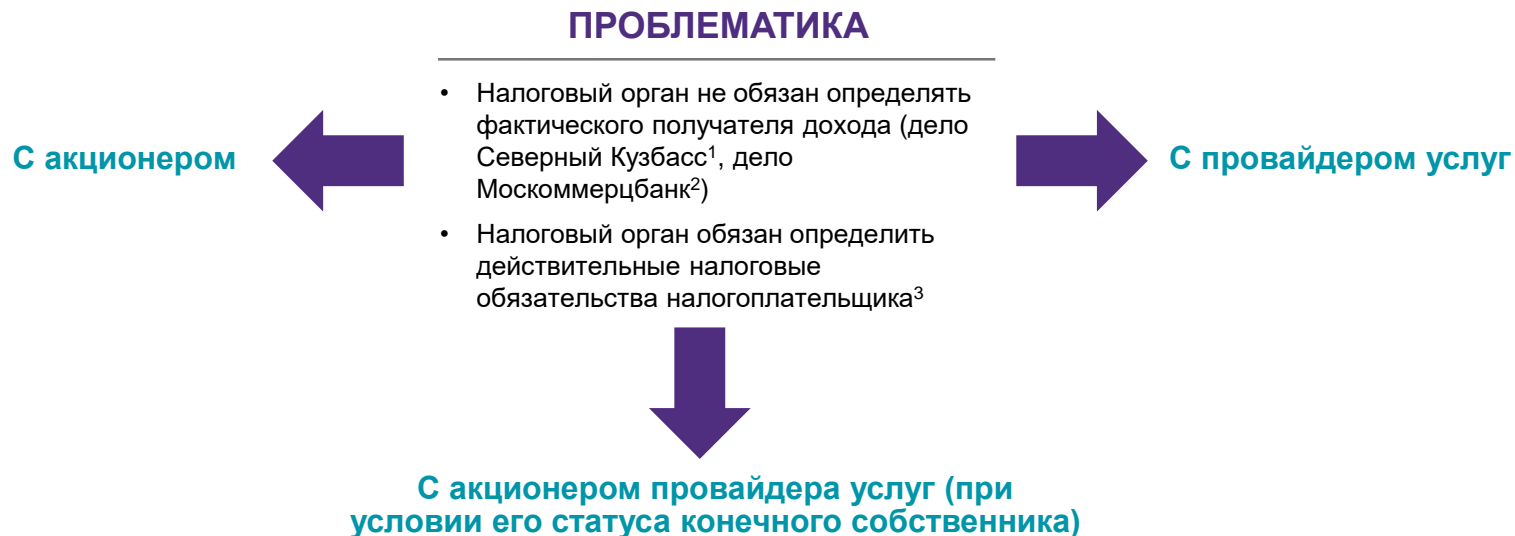 ПРОБЛЕМАТИКА
• Налоговый орган не обязан определять
фактического получателя дохода (дело
Северный Кузбасс¹, дело
Москоммерцбанк²)
• Налоговый орган обязан определить
действительные налоговые
обязательства налогоплательщика³
С акционером
С провайдером услуг
С акционером провайдера услуг (при
условии его статуса конечного собственника)